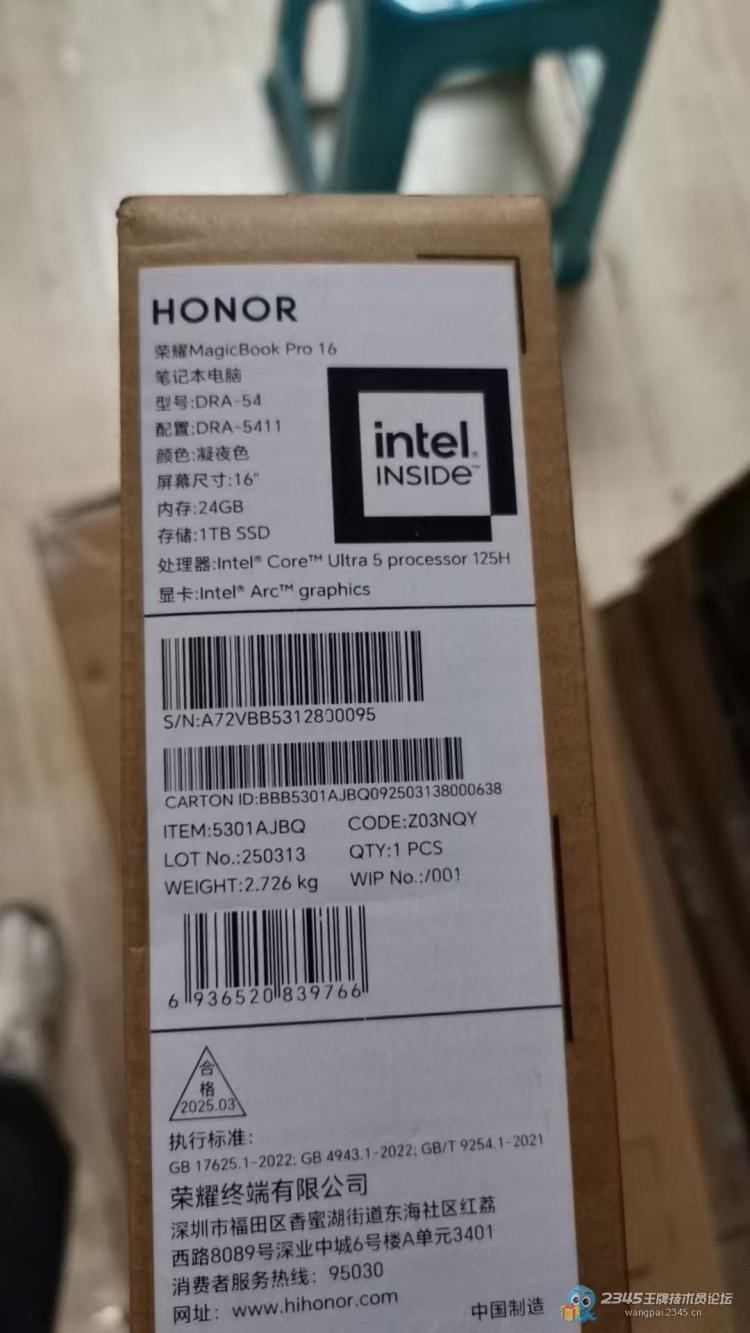 HONOR
荣耀MagicBook Pro 16
笔记本电脑
型号:DRA-54
配置:DRA-5411
颜色:凝夜色
屏幕尺寸:16"
内存:24GB
存储:1TB SSD
处理器:Intel® Core™ Ultra 5 processor 125H
显卡:Intel® Arc™ graphics
intel®
INSIDE™
S/N:A72VBB5312800095
CARTON ID:BBB5301AJBQ092503138000638
ITEM:5301AJBQ CODE:Z03NQY
LOT No.:250313 QTY:1 PCS
WEIGHT:2.726 kg WIP No.:/001
6 936520 839766
合
格
2025.03
执行标准:
GB 17625.1-2022; GB 4943.1-2022; GB/T 9254.1-2021
荣耀终端有限公司
深圳市福田区香蜜湖街道东海社区红荔
西路8089号深业中城6号楼A单元3401
消费者服务热线: 95030
网址: www.hihonor.com
中国制造
2345王牌技术员论坛
wangpai.2345.cn